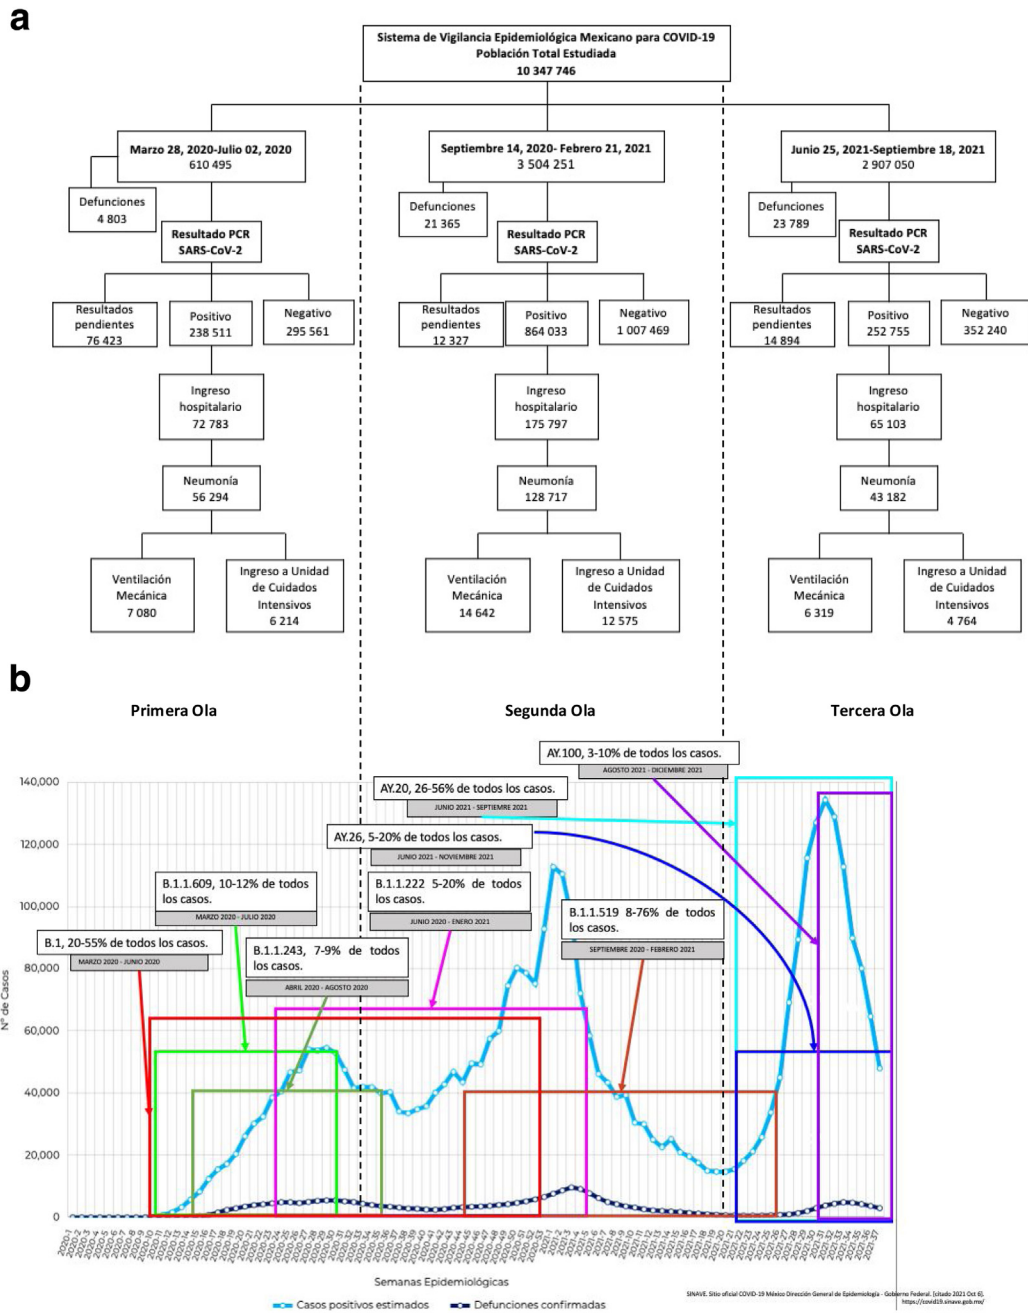 a
Sistema de Vigilancia Epidemiológica Mexicano para COVID-19
Población Total Estudiada
10 347 746
Marzo 28, 2020-Julio 02, 2020
610 495
Septiembre 14, 2020- Febrero 21, 2021
3 504 251
Junio 25, 2021-Septiembre 18, 2021
2 907 050
Defunciones
4 803
Defunciones
21 365
Defunciones
23 789
Resultado PCR
SARS-CoV-2
Resultado PCR
SARS-CoV-2
Resultado PCR
SARS-CoV-2
Resultados
pendientes
76 423
Positivo
238 511
Negativo
295 561
Resultados
pendientes
12 327
Positivo
864 033
Negativo
1 007 469
Resultados
pendientes
14 894
Positivo
252 755
Negativo
352 240
Ingreso
hospitalario
72 783
Ingreso
hospitalario
175 797
Ingreso
hospitalario
65 103
Neumonía
56 294
Neumonía
128 717
Neumonía
43 182
Ventilación
Mecánica
7 080
Ingreso a Unidad
de Cuidados
Intensivos
6 214
Ventilación
Mecánica
14 642
Ingreso a Unidad
de Cuidados
Intensivos
12 575
Ventilación
Mecánica
6 319
Ingreso a Unidad
de Cuidados
Intensivos
4 764
b
Primera Ola
Segunda Ola
Tercera Ola
AY.100, 3-10% de todos los casos.
AGOSTO 2021 - DICIEMBRE 2021
AY.20, 26-56% de todos los casos.
JUNIO 2021 - SEPTIEMRE 2021
AY.26, 5-20% de todos los casos.
JUNIO 2021 - NOVIEMBRE 2021
B.1.1.609, 10-12% de todos
los casos.
MARZO 2020 - JULIO 2020
B.1.1.222 5-20% de todos
los casos.
JUNIO 2020 - ENERO 2021
B.1.1.519 8-76% de todos
los casos.
SEPTIEMBRE 2020 - FEBRERO 2021
B.1, 20-55% de todos los casos.
MARZO 2020 - JUNIO 2020
B.1.1.243, 7-9% de todos
los casos.
ABRIL 2020 - AGOSTO 2020
Nº de Casos
140,000
120,000
100,000
80,000
60,000
40,000
20,000
0
2020-1
2020-2
2020-3
Semanas Epidemiológicas
Casos positivos estimados
Defunciones confirmadas
SINAVE. Sitio oficial COVID-19 México Dirección General de Epidemiología - Gobierno Federal. [citado 2021 Oct 6].
https://covid19.sinave.gob.mx/